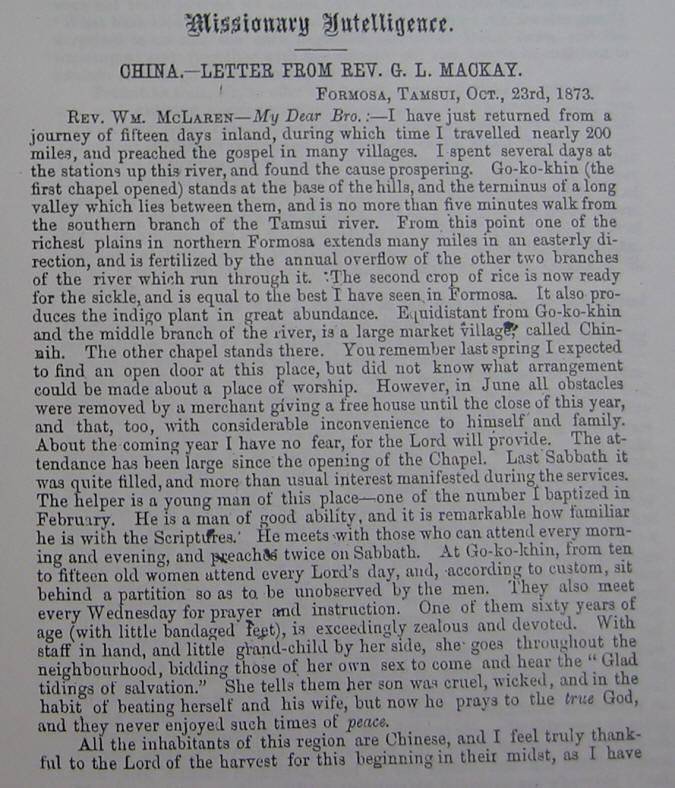 Missionary Intelligence.
CHINA.—LETTER FROM REV. G. L. MACKAY.
FORMOSA, TAMSUI, OCT., 23rd, 1873.
REV. WM. MCLAREN—My Dear Bro.:—I have just returned from a
journey of fifteen days inland, during which time I travelled nearly 200
miles, and preached the gospel in many villages. I spent several days at
the stations up this river, and found the cause prospering. Go-ko-khin (the
first chapel opened) stands at the base of the hills, and the terminus of a long
valley which lies between them, and is no more than five minutes walk from
the southern branch of the Tamsui river. From this point one of the
richest plains in northern Formosa extends many miles in an easterly di-
rection, and is fertilized by the annual overflow of the other two branches
of the river which run through it. The second crop of rice is now ready
for the sickle, and is equal to the best I have seen in Formosa. It also pro-
duces the indigo plant in great abundance. Equidistant from Go-ko-khin
and the middle branch of the river, is a large market village, called Chin-
nih. The other chapel stands there. You remember last spring I expected
to find an open door at this place, but did not know what arrangement
could be made about a place of worship. However, in June all obstacles
were removed by a merchant giving a free house until the close of this year,
and that, too, with considerable inconvenience to himself and family.
About the coming year I have no fear, for the Lord will provide. The at-
tendance has been large since the opening of the Chapel. Last Sabbath it
was quite filled, and more than usual interest manifested during the services.
The helper is a young man of this place—one of the number I baptized in
February. He is a man of good ability, and it is remarkable how familiar
he is with the Scriptures. He meets with those who can attend every morn-
ing and evening, and preaches twice on Sabbath. At Go-ko-khin, from ten
to fifteen old women attend every Lord's day, and, according to custom, sit
behind a partition so as to be unobserved by the men. They also meet
every Wednesday for prayer and instruction. One of them sixty years of
age (with little bandaged feet), is exceedingly zealous and devoted. With
staff in hand, and little grand-child by her side, she goes throughout the
neighbourhood, bidding those of her own sex to come and hear the "Glad
tidings of salvation." She tells them her son was cruel, wicked, and in the
habit of beating herself and his wife, but now he prays to the true God,
and they never enjoyed such times of peace.
All the inhabitants of this region are Chinese, and I feel truly thank-
ful to the Lord of the harvest for this beginning in their midst, as I have